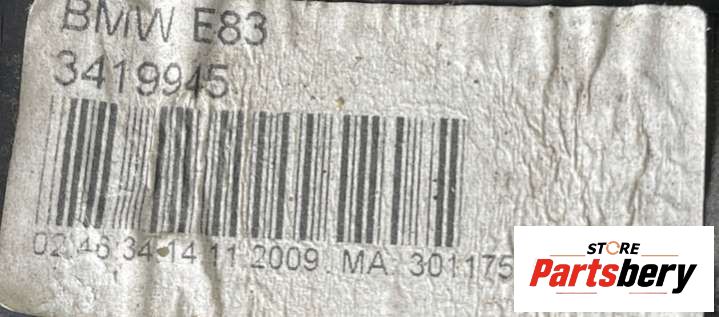 BMW E83
3419945
02:46:34 14 11 2009 MA: 301175
STORE
Partsbery